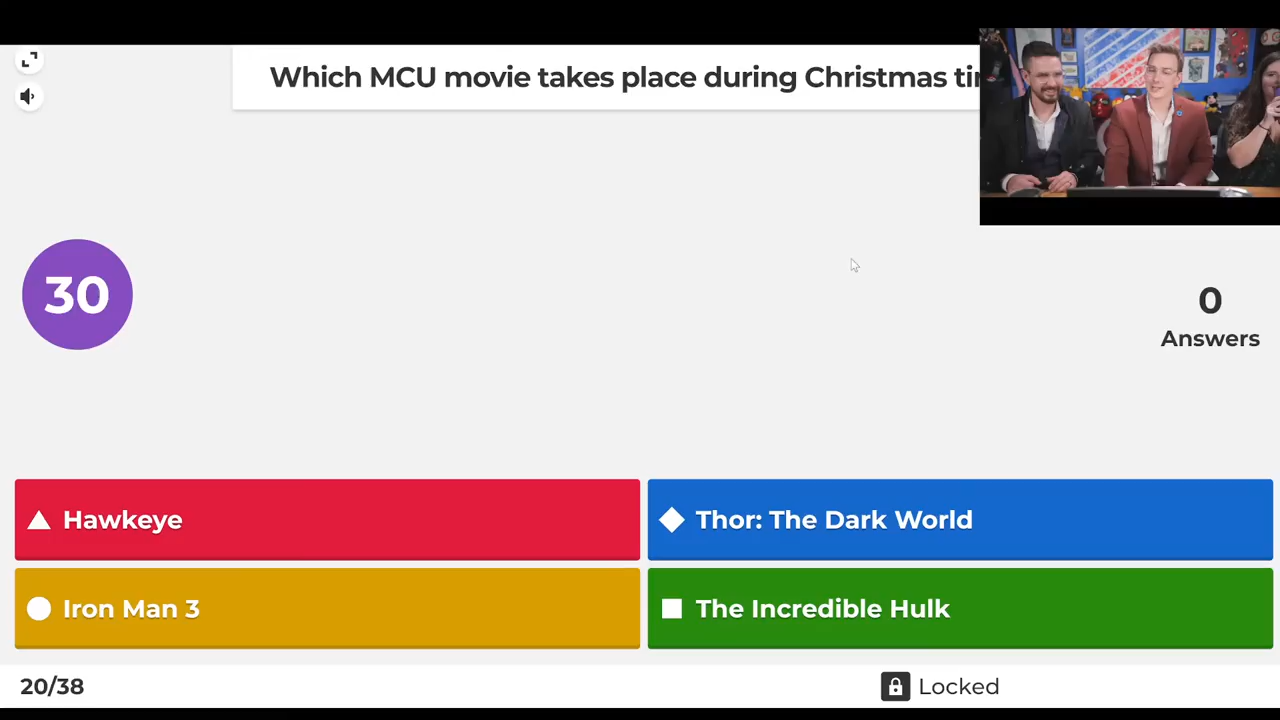 Which MCU movie takes place during Christmas
30
0
Answers
Hawkeye
Thor: The Dark World
Iron Man 3
The Incredible Hulk
20/38
Locked